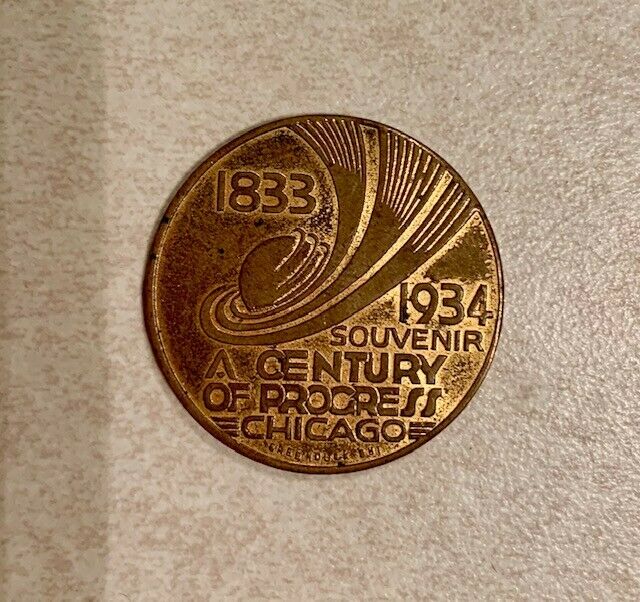 1833
1934
SOUVENIR
A CENTURY
OF PROGRESS
CHICAGO